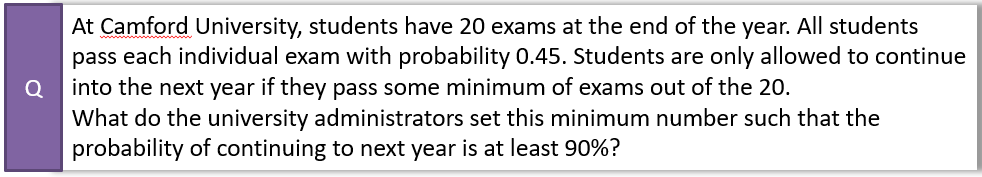 Q
At Camford University, students have 20 exams at the end of the year. All students
pass each individual exam with probability 0.45. Students are only allowed to continue
into the next year if they pass some minimum of exams out of the 20.
What do the university administrators set this minimum number such that the
probability of continuing to next year is at least 90%?